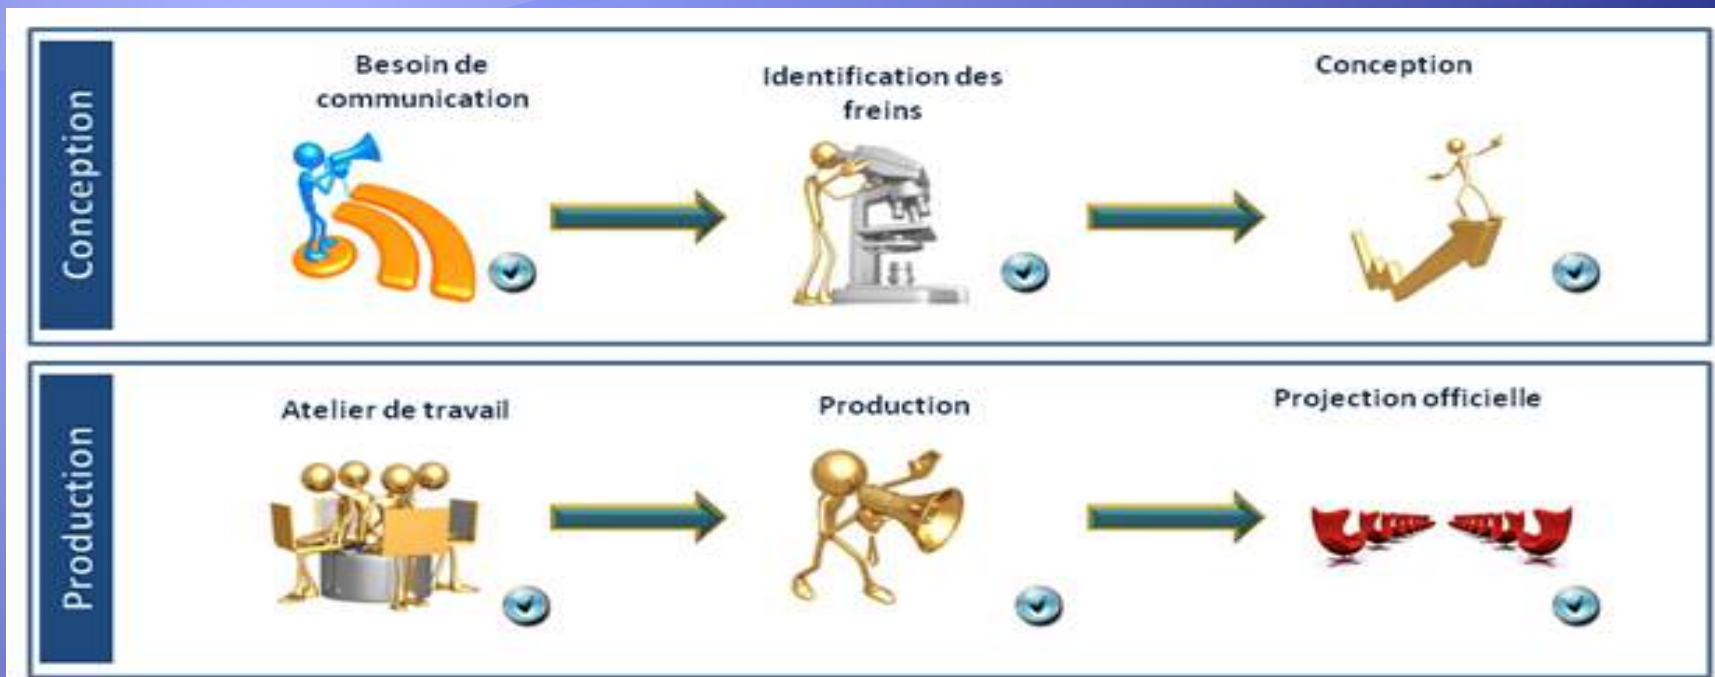 Conception
Besoin de
communication
Identification des
freins
Conception
Production
Atelier de travail
Production
Projection officielle